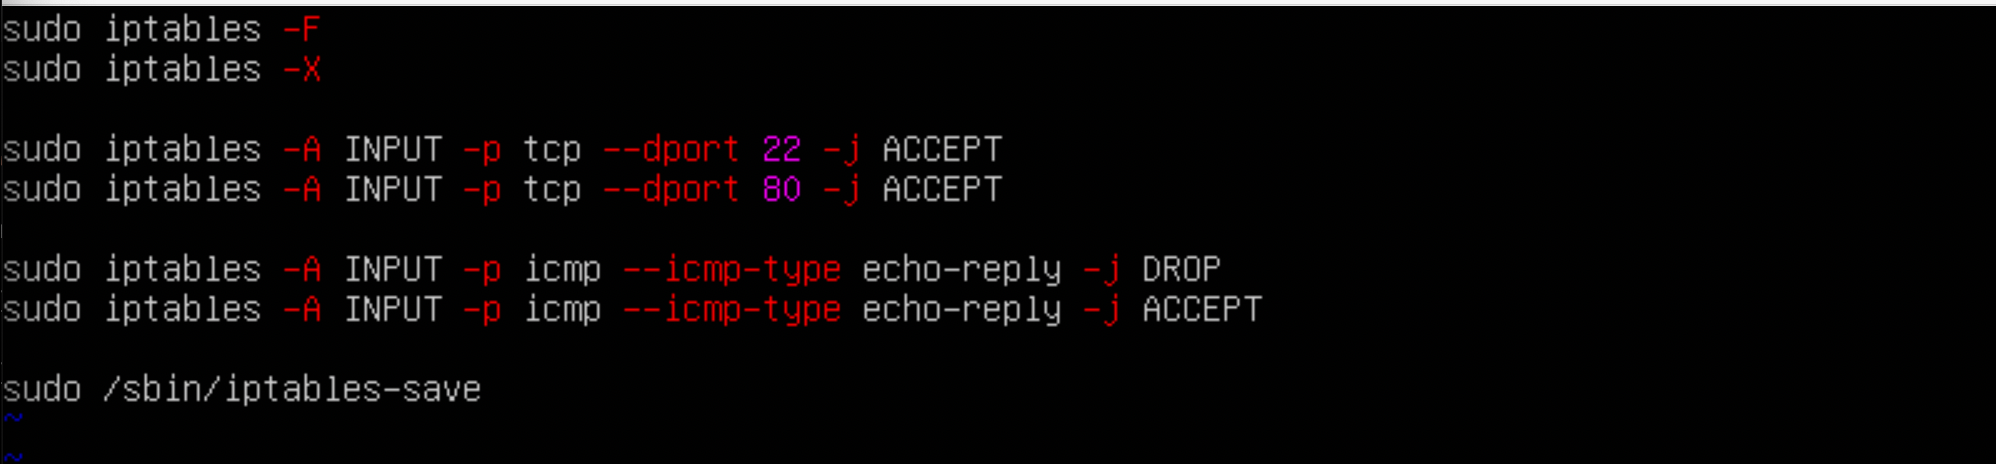 sudo iptables -F
sudo iptables -X
sudo iptables -A INPUT -p tcp --dport 22 -j ACCEPT
sudo iptables -A INPUT -p tcp --dport 80 -j ACCEPT
sudo iptables -A INPUT -p icmp --icmp-type echo-reply -j DROP
sudo iptables -A INPUT -p icmp --icmp-type echo-reply -j ACCEPT
sudo /sbin/iptables-save
~
~